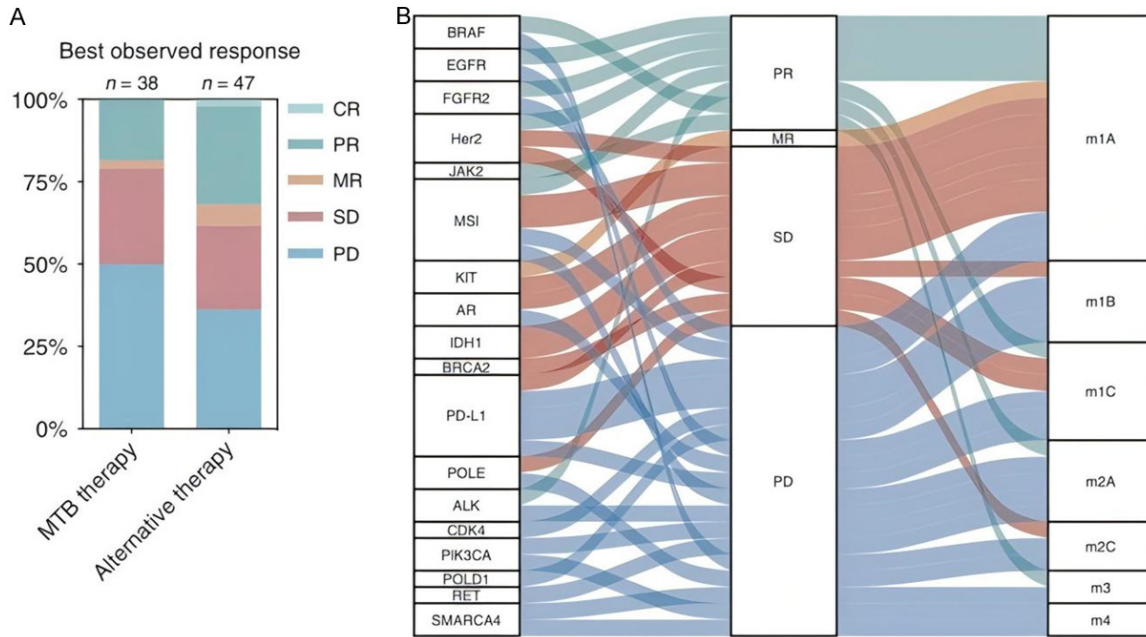 A
Best observed response
n = 38
n = 47
100%
75%
50%
25%
0%
MTB therapy
Alternative therapy
CR
PR
MR
SD
PD
B
BRAF
EGFR
FGFR2
Her2
JAK2
MSI
KIT
AR
IDH1
BRCA2
PD-L1
POLE
ALK
CDK4
PIK3CA
POLD1
RET
SMARCA4
PR
MR
SD
PD
m1A
m1B
m1C
m2A
m2C
m3
m4